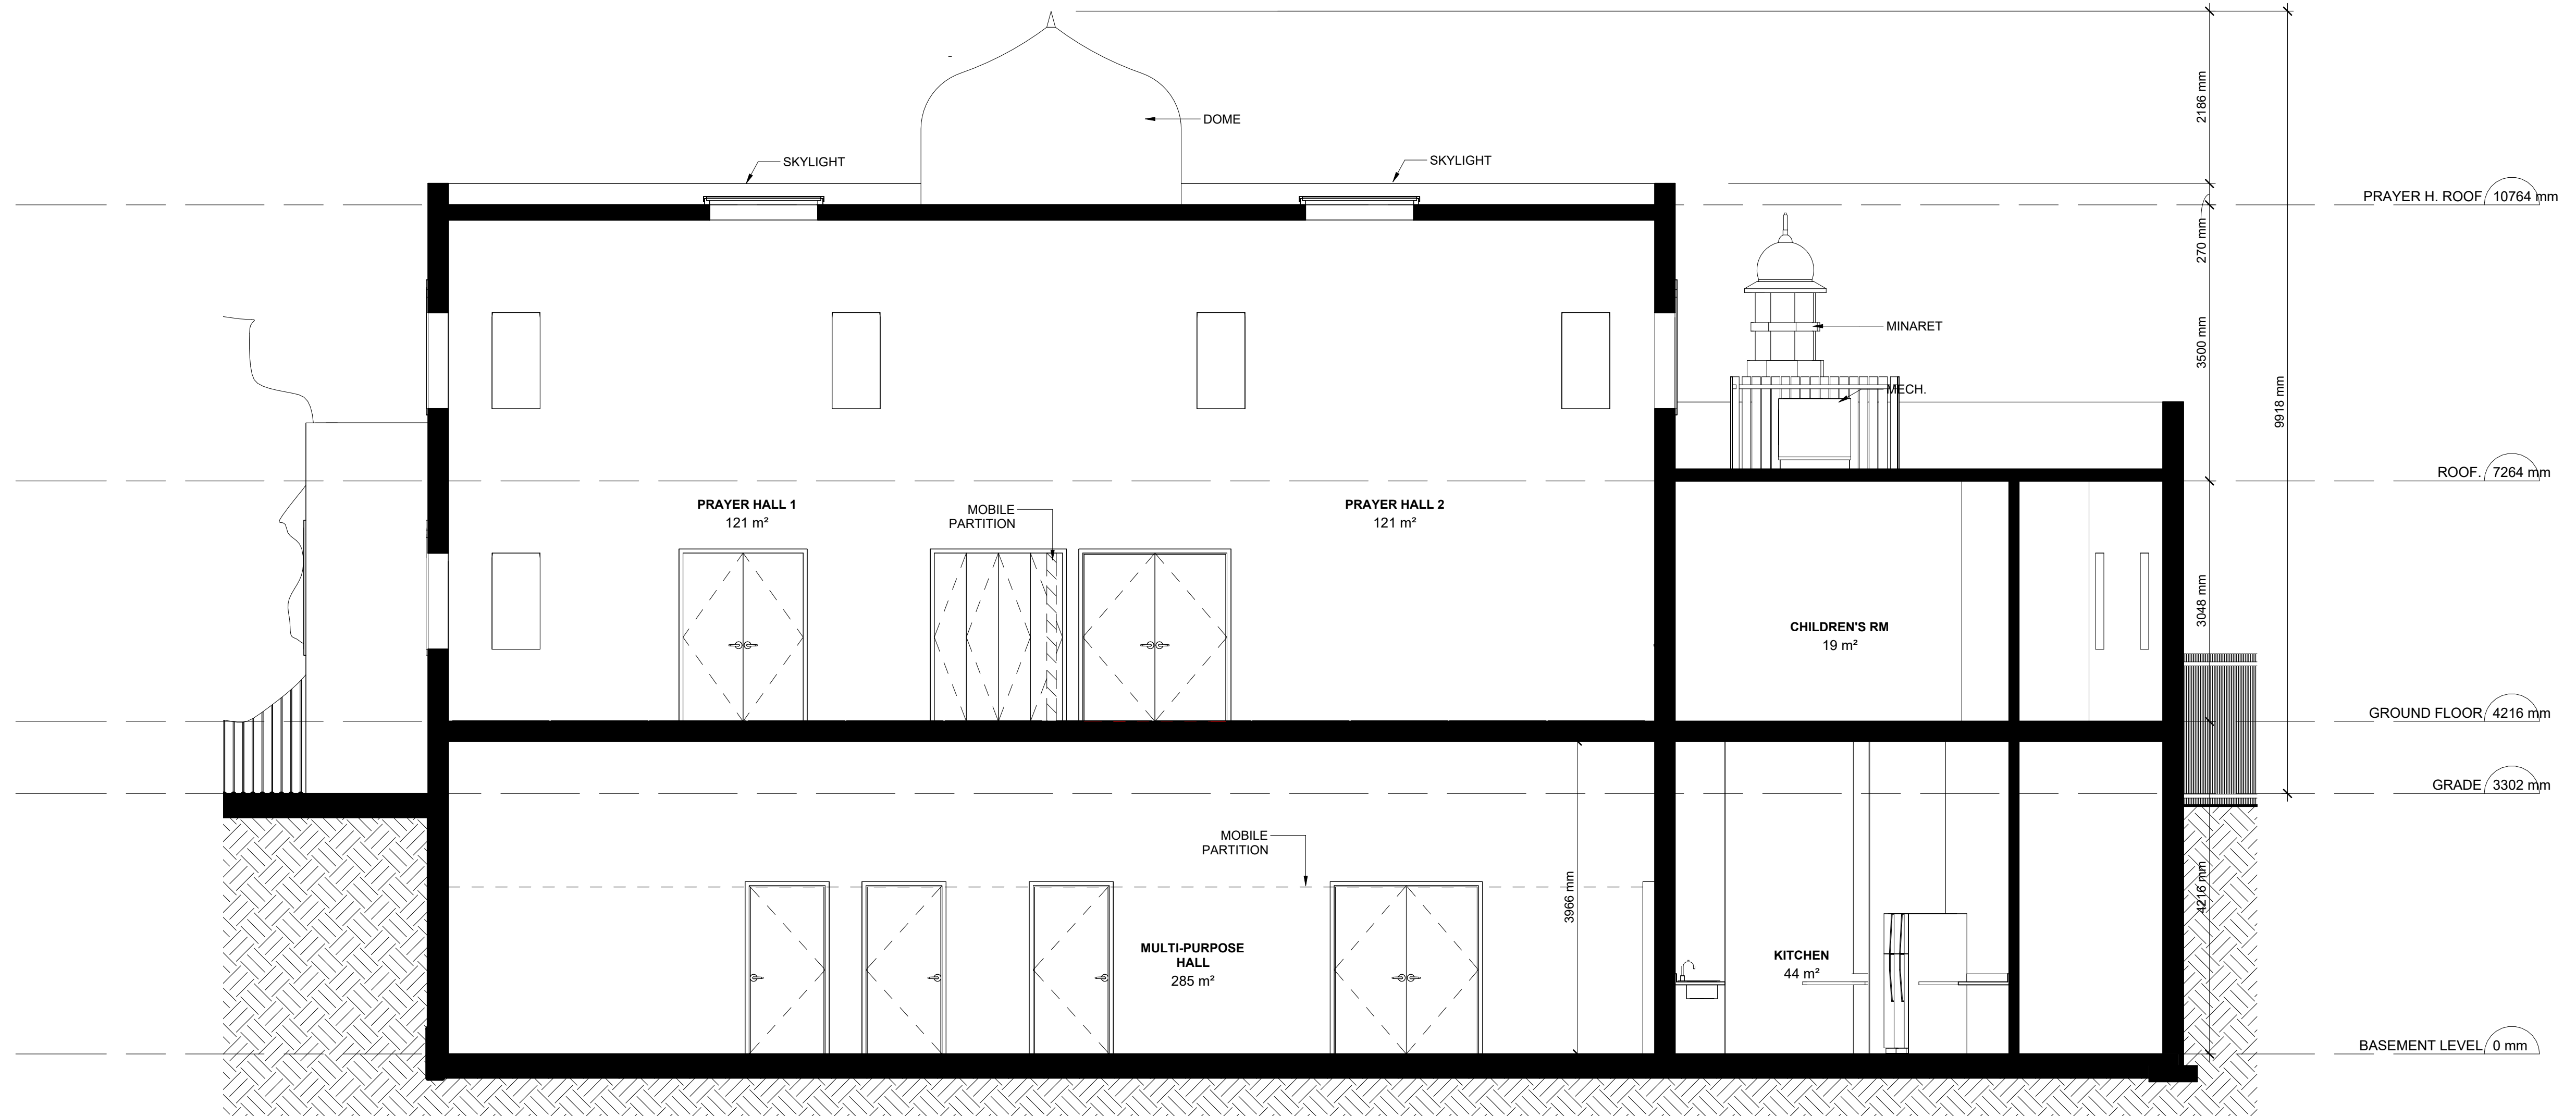 2186 mm
DOME
SKYLIGHT
SKYLIGHT
PRAYER H. ROOF 10764 mm
270 mm
MINARET
3500 mm
MECH.
9918 mm
ROOF. 7264 mm
PRAYER HALL 1
121 m²
MOBILE
PARTITION
PRAYER HALL 2
121 m²
3048 mm
CHILDREN'S RM
19 m²
GROUND FLOOR 4216 mm
GRADE 3302 mm
MOBILE
PARTITION
3966 mm
4216 mm
MULTI-PURPOSE
HALL
285 m²
KITCHEN
44 m²
BASEMENT LEVEL 0 mm